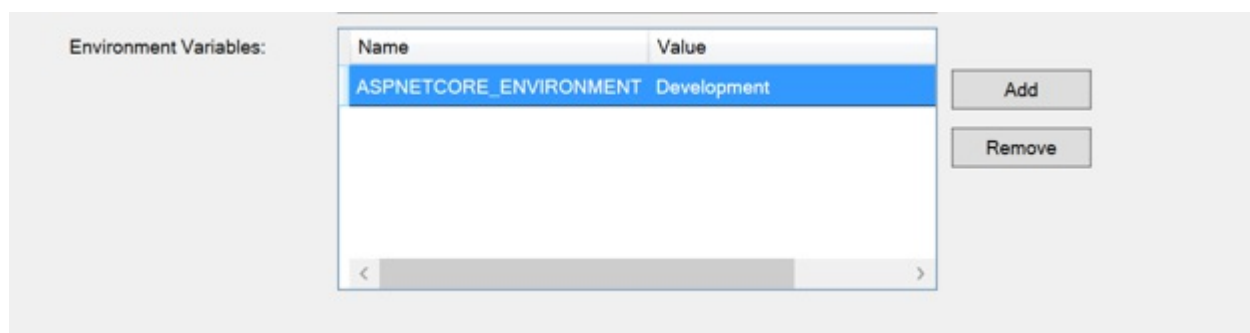 Environment Variables:
Name Value
ASPNETCORE_ENVIRONMENT Development
Add
Remove